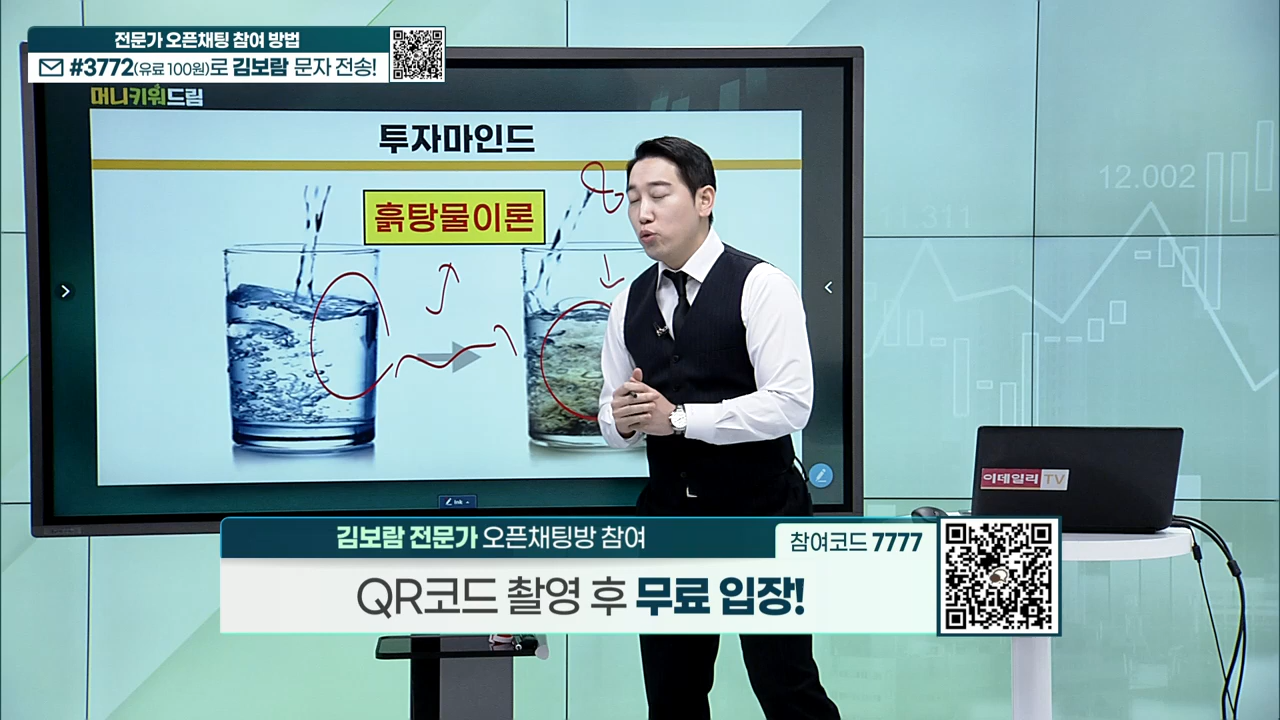 전문가 오픈채팅 참여 방법
#3772(유료 100원)로 김보람 문자 전송!
머니키워드림
투자마인드
흙탕물이론
12.002
311
Ink
이데일리 TV
김보람 전문가 오픈채팅방 참여
참여코드 7777
QR코드 촬영 후 무료 입장!